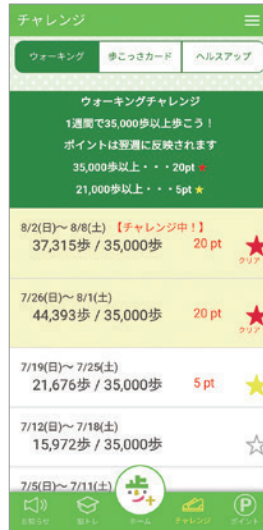 チャレンジ
ウォーキング 歩こっさカード ヘルスアップ
ウォーキングチャレンジ
1週間で35,000歩以上歩こう！
ポイントは翌週に反映されます
35,000歩以上・・・20pt★
21,000歩以上・・・5pt★
8/2(日)～ 8/8(土) 【チャレンジ中！】
37,315歩 / 35,000歩 20 pt
クリア
7/26(日)～ 8/1(土)
44,393歩 / 35,000歩 20 pt
クリア
7/19(日)～ 7/25(土)
21,676歩 / 35,000歩 5 pt
7/12(日)～ 7/18(土)
15,972歩 / 35,000歩
7/5(日)～ 7/11(土)
歩
お知らせ 脳トレ ホーム チャレンジ ポイント